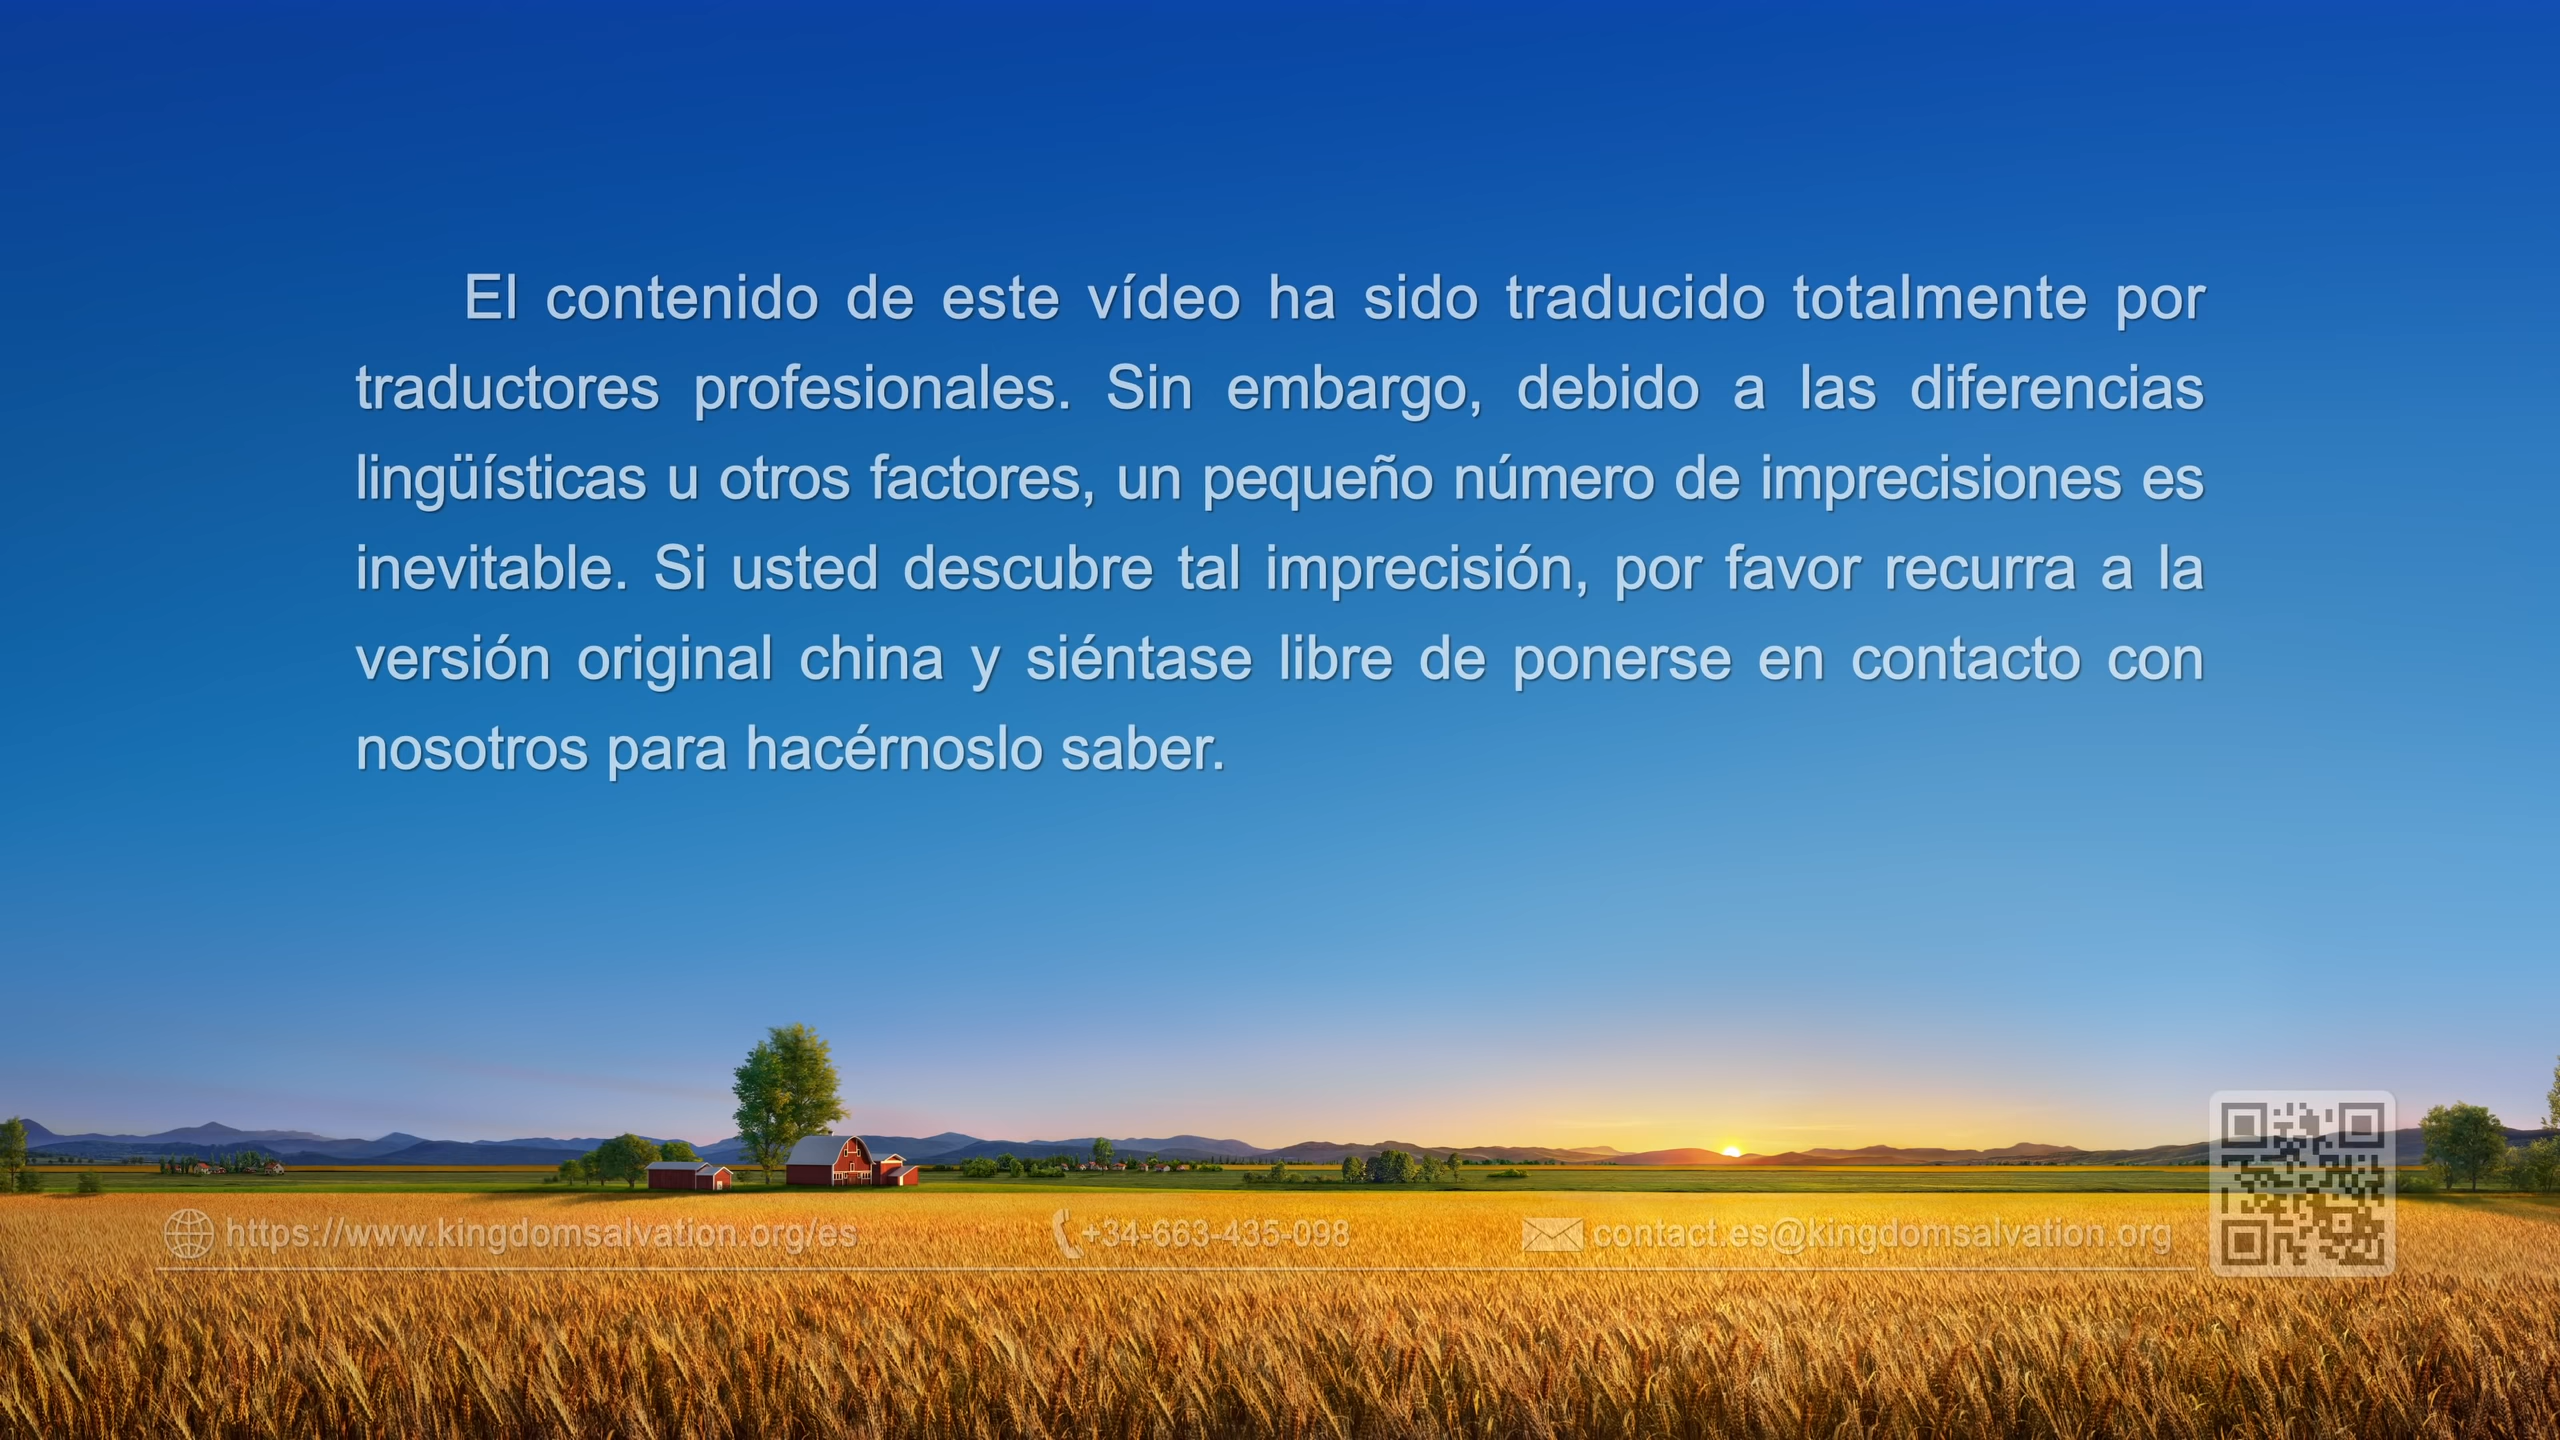 El contenido de este vídeo ha sido traducido totalmente por
traductores profesionales. Sin embargo, debido a las diferencias
lingüísticas u otros factores, un pequeño número de imprecisiones es
inevitable. Si usted descubre tal imprecisión, por favor recurra a la
versión original china y siéntase libre de ponerse en contacto con
nosotros para hacérnoslo saber.
https://www.kingdomsalvation.org/es +34-663-435-098 contact.es@kingdomsalvation.org